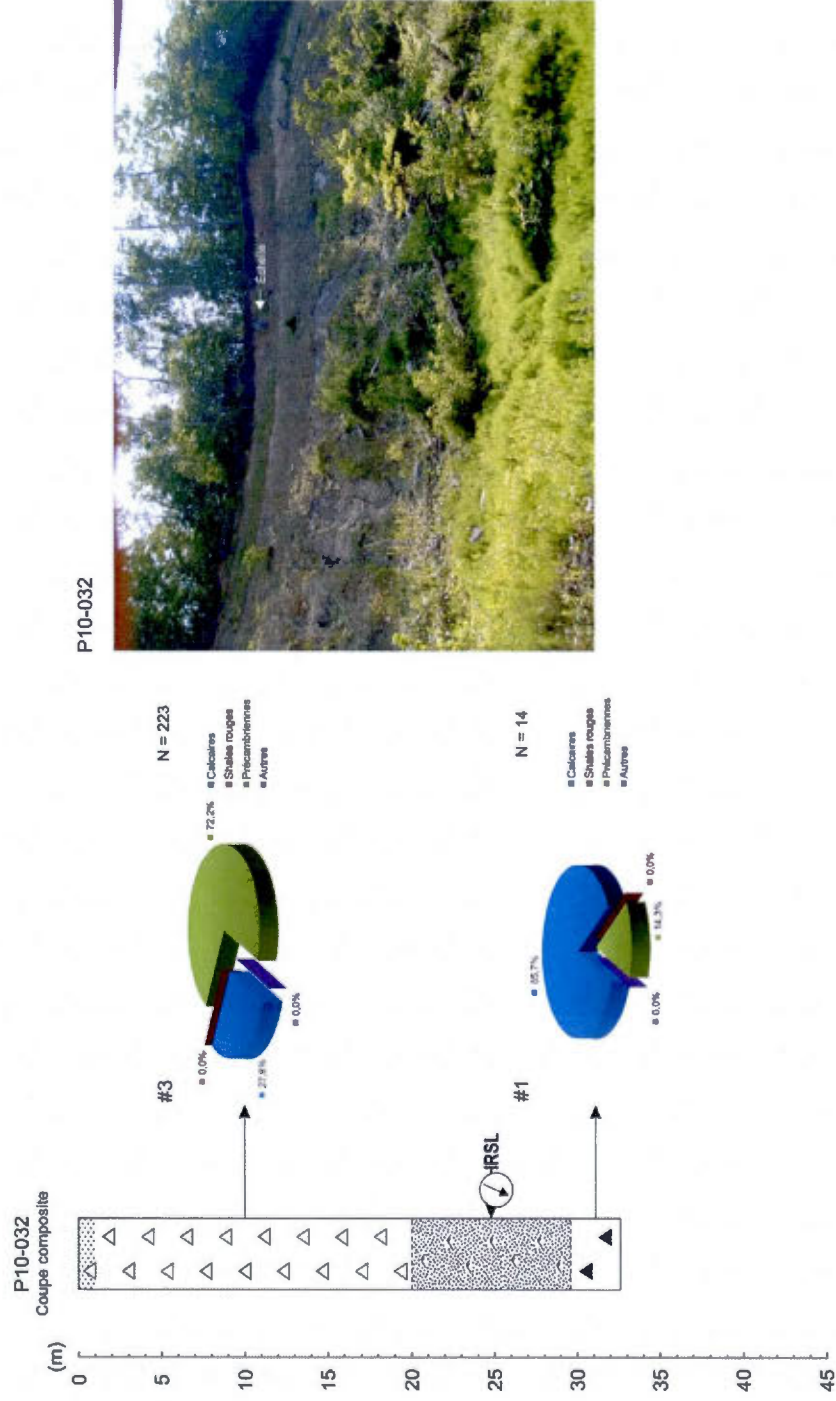 P10-032
Coupe composite
(m)
0
5
10
15
20
25
30
35
40
45
HRSL
#3
0,0%
27,8%
0,0%
72,2%
N = 223
Calcaires
Shales rouges
Précambriennes
Autres
#1
85,7%
0,0%
14,3%
0,0%
N = 14
Calcaires
Shales rouges
Précambriennes
Autres
P10-032
Échelle